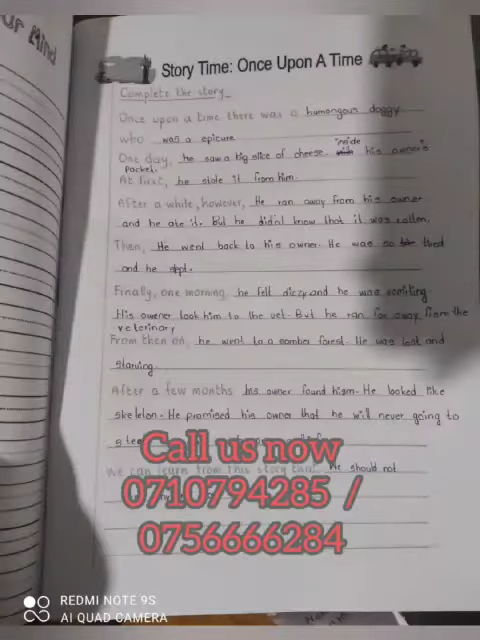 our Mind
Story Time: Once Upon A Time
Complete the story
Once upon a time there was a humongous doggy
who was a epicure
inside
One day, he saw a big slice of cheese his owner's
pocket.
At first, he stole it from him.
After a while, however, He ran away from his owner
and he ate it. But he didn't know that it was rotten.
Then, He went back to his owner. He was so tired
and he slept.
Finally, one morning he felt dizzy and he was vomiting.
His owener took him to the vet. But he ran far away from the
veterinary
From then on, he went to a somber forest. He was lost and
starving.
After a few months his owner found him. He looked like
skeleton. He promised his owner that he will never going to
Call us now
we can learn from this story that We should not
0710794285 /
0756666284
REDMI NOTE 9S
AI QUAD CAMERA